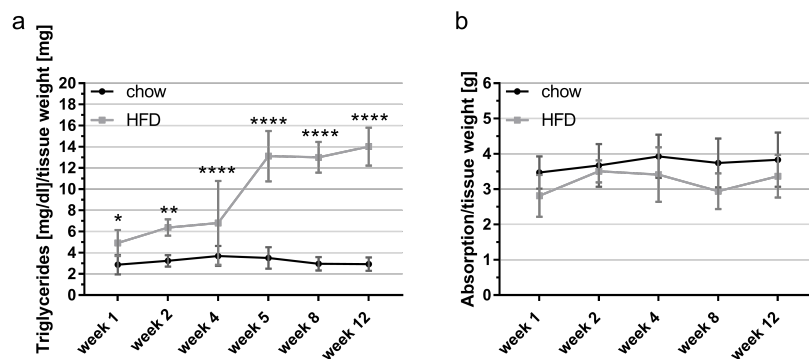 a
Triglycerides [mg/dl]/tissue weight [mg]
20
18
16
14
12
10
8
6
4
2
0
chow
HFD
*
**
****
****
****
****
week 1
week 2
week 4
week 5
week 8
week 12
b
Absorption/tissue weight [g]
6
5
4
3
2
1
0
chow
HFD
week 1
week 2
week 4
week 8
week 12